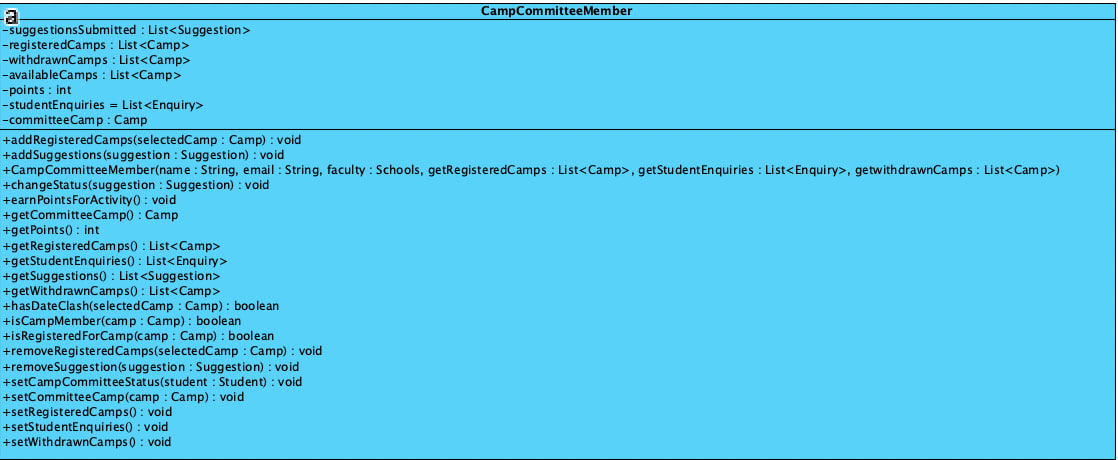 CampCommitteeMember
a
-suggestionsSubmitted : List<Suggestion>
-registeredCamps : List<Camp>
-withdrawnCamps : List<Camp>
-availableCamps : List<Camp>
-points : int
-studentEnquiries = List<Enquiry>
-committeeCamp : Camp
+addRegisteredCamps(selectedCamp : Camp) : void
+addSuggestions(suggestion : Suggestion) : void
+CampCommitteeMember(name : String, email : String, faculty : Schools, getRegisteredCamps : List<Camp>, getStudentEnquiries : List<Enquiry>, getwithdrawnCamps : List<Camp>)
+changeStatus(suggestion : Suggestion) : void
+earnPointsForActivity() : void
+getCommitteeCamp() : Camp
+getPoints() : int
+getRegisteredCamps() : List<Camp>
+getStudentEnquiries() : List<Enquiry>
+getSuggestions() : List<Suggestion>
+getWithdrawnCamps() : List<Camp>
+hasDateClash(selectedCamp : Camp) : boolean
+isCampMember(camp : Camp) : boolean
+isRegisteredForCamp(camp : Camp) : boolean
+removeRegisteredCamps(selectedCamp : Camp) : void
+removeSuggestion(suggestion : Suggestion) : void
+setCampCommitteeStatus(student : Student) : void
+setCommitteeCamp(camp : Camp) : void
+setRegisteredCamps() : void
+setStudentEnquiries() : void
+setWithdrawnCamps() : void